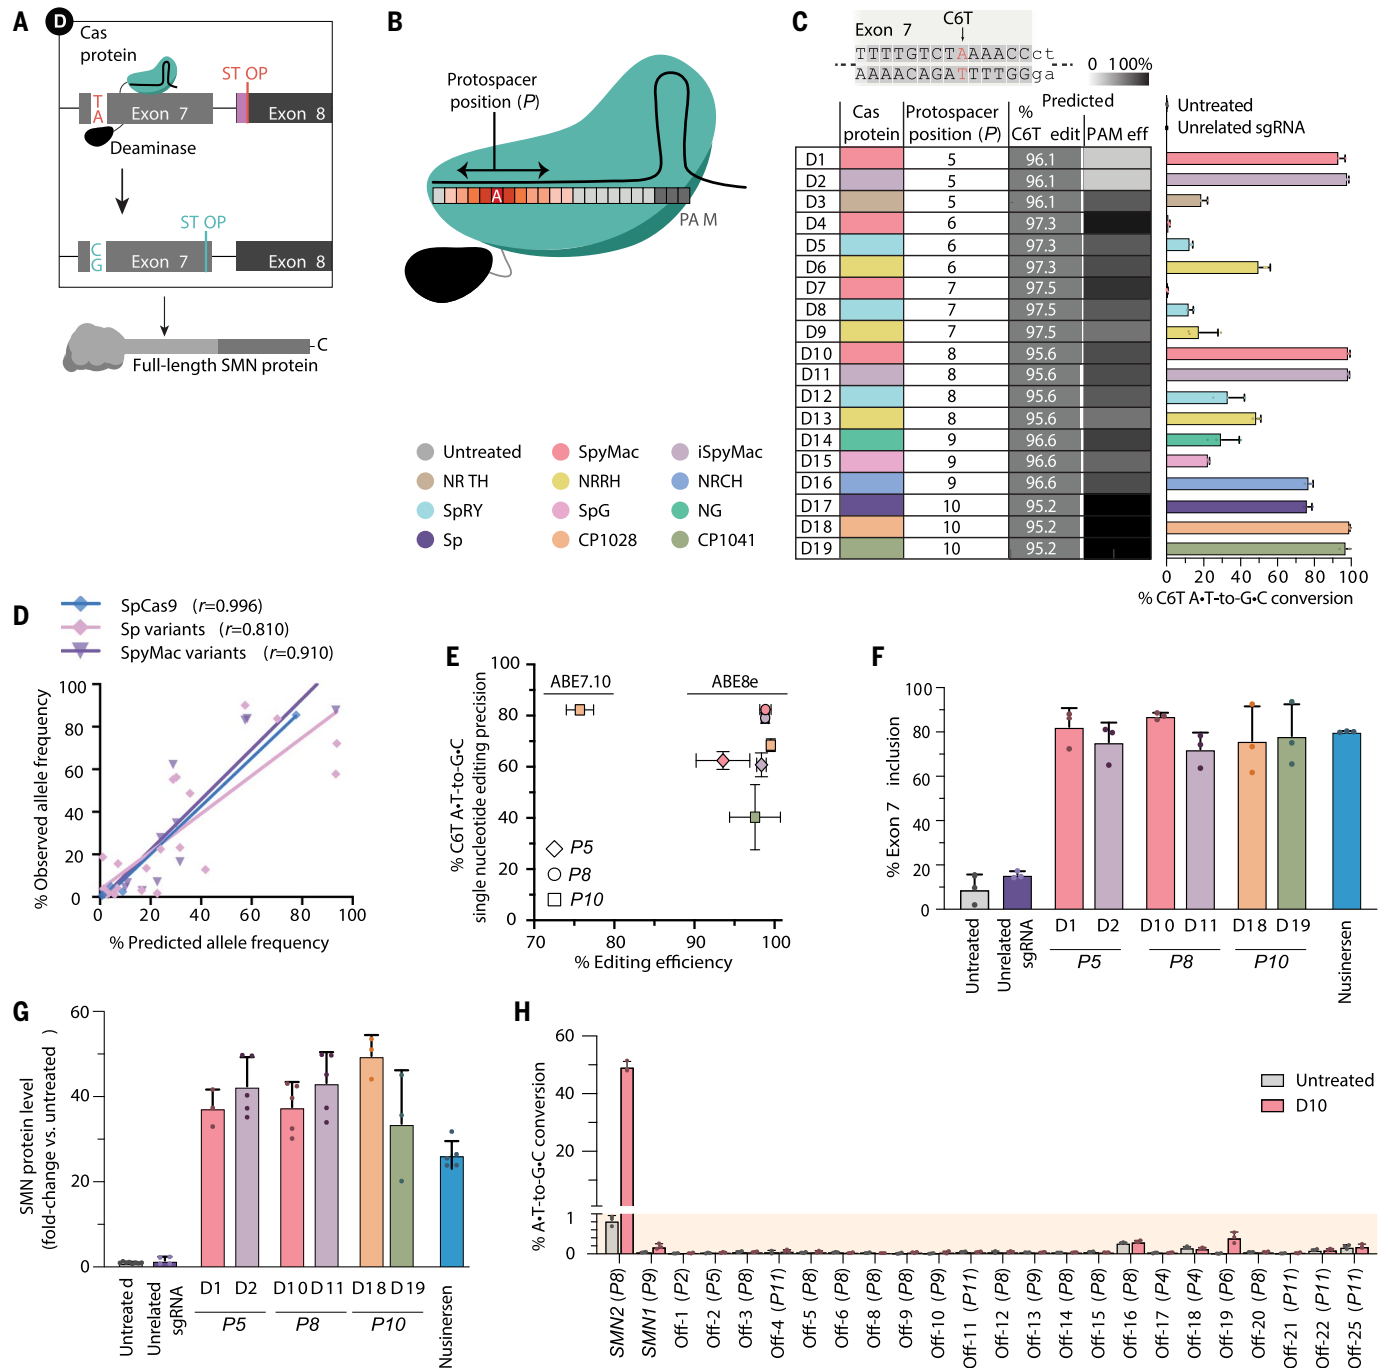 A
D
Cas
protein
ST OP
T
A
Exon 7
Exon 8
Deaminase
ST OP
C
G
Exon 7
Exon 8
C
Full-length SMN protein
B
Protospacer
position (P)
A
PA M
C
C6T
Exon 7
TTTTGTCTAAAACCct
AAAACAGATTTTGGga
0 100%
Cas
protein
Protospacer
position (P)
Predicted
%
C6T edit
PAM eff
Untreated
Unrelated sgRNA
D1 5 96.1
D2 5 96.1
D3 5 96.1
D4 6 97.3
D5 6 97.3
D6 6 97.3
D7 7 97.5
D8 7 97.5
D9 7 97.5
D10 8 95.6
D11 8 95.6
D12 8 95.6
D13 8 95.6
D14 9 96.6
D15 9 96.6
D16 9 96.6
D17 10 95.2
D18 10 95.2
D19 10 95.2
0 20 40 60 80 100
% C6T A•T-to-G•C conversion
Untreated SpyMac iSpyMac
NR TH NRRH NRCH
SpRY SpG NG
Sp CP1028 CP1041
D
SpCas9 (r=0.996)
Sp variants (r=0.810)
SpyMac variants (r=0.910)
% Observed allele frequency
100
80
60
40
20
0
0 20 40 60 80 100
% Predicted allele frequency
E
% C6T A•T-to-G•C
single nucleotide editing precision
100
80
60
40
20
0
ABE7.10
ABE8e
P5
P8
P10
70 80 90 100
% Editing efficiency
F
% Exon 7 inclusion
100
80
60
40
20
0
Untreated
Unrelated
sgRNA
D1 D2 D10 D11 D18 D19
P5 P8 P10
Nusinersen
G
SMN protein level
(fold-change vs. untreated )
60
40
20
0
Untreated
Unrelated
sgRNA
D1 D2 D10 D11 D18 D19
P5 P8 P10
Nusinersen
H
% A•T-to-G•C conversion
60
40
20
1
0
Untreated
D10
SMN2 (P8)
SMN1 (P9)
Off-1 (P2)
Off-2 (P5)
Off-3 (P8)
Off-4 (P11)
Off-5 (P8)
Off-6 (P8)
Off-8 (P8)
Off-9 (P8)
Off-10 (P9)
Off-11 (P11)
Off-12 (P8)
Off-13 (P9)
Off-14 (P8)
Off-15 (P8)
Off-16 (P8)
Off-17 (P4)
Off-18 (P4)
Off-19 (P6)
Off-20 (P8)
Off-21 (P11)
Off-22 (P11)
Off-25 (P11)